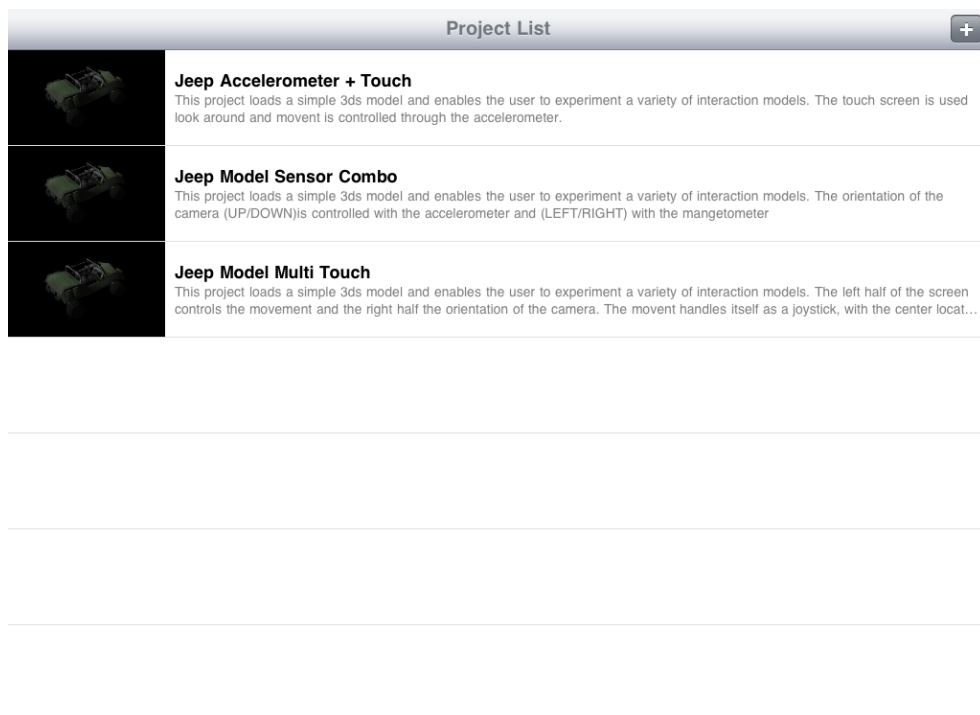 Project List
Jeep Accelerometer + Touch
This project loads a simple 3ds model and enables the user to experiment a variety of interaction models. The touch screen is used
look around and movent is controlled through the accelerometer.
Jeep Model Sensor Combo
This project loads a simple 3ds model and enables the user to experiment a variety of interaction models. The orientation of the
camera (UP/DOWN)is controlled with the accelerometer and (LEFT/RIGHT) with the mangetometer
Jeep Model Multi Touch
This project loads a simple 3ds model and enables the user to experiment a variety of interaction models. The left half of the screen
controls the movement and the right half the orientation of the camera. The movent handles itself as a joystick, with the center locat...